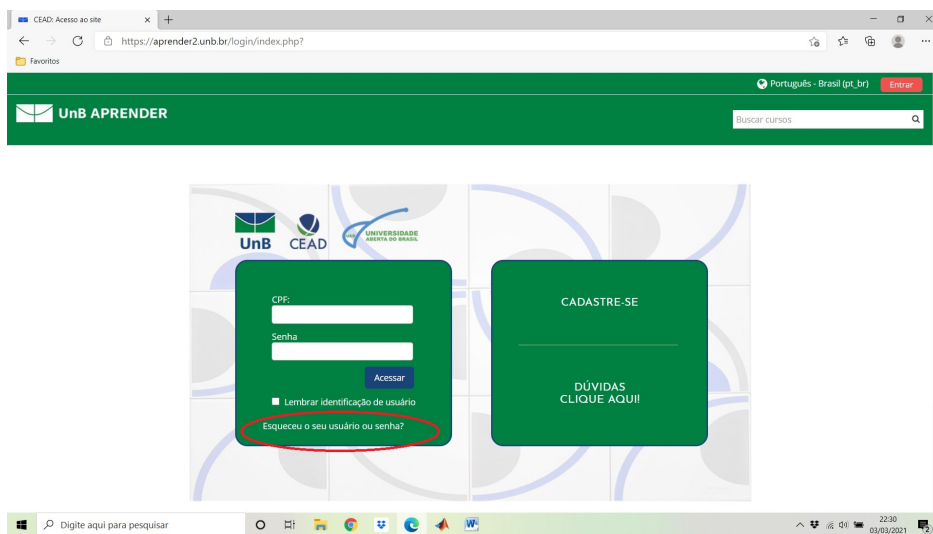 CEAD: Acesso ao site
https://aprender2.unb.br/login/index.php?
Favoritos
Português - Brasil (pt_br)
Entrar
UnB APRENDER
Buscar cursos
UnB
CEAD
UNIVERSIDADE
ABERTA DO BRASIL
CPF:
Senha
Acessar
Lembrar identificação de usuário
Esqueceu o seu usuário ou senha?
CADASTRE-SE
DÚVIDAS
CLIQUE AQUI!
Digite aqui para pesquisar
22:30
03/03/2021